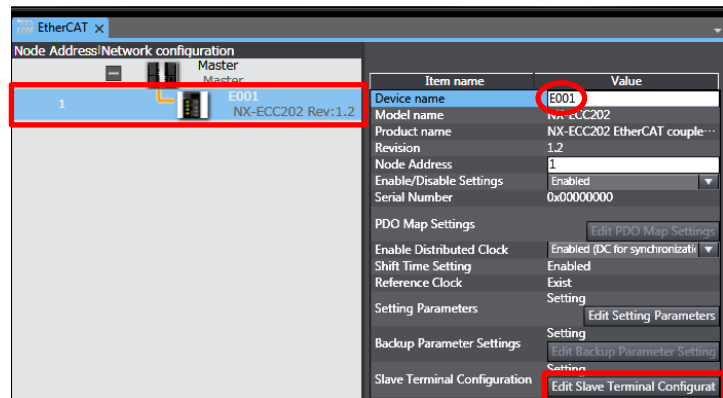 EtherCAT ×
Node Address Network configuration
Master
Master
1
E001
NX-ECC202 Rev:1.2
Item name Value
Device name E001
Model name NX-ECC202
Product name NX-ECC202 EtherCAT couple···
Revision 1.2
Node Address 1
Enable/Disable Settings Enabled
Serial Number 0x00000000
PDO Map Settings Edit PDO Map Settings
Enable Distributed Clock Enabled (DC for synchronizati
Shift Time Setting Enabled
Reference Clock Exist
Setting
Setting Parameters Edit Setting Parameters
Setting
Backup Parameter Settings Edit Backup Parameter Setting
Setting
Slave Terminal Configuration Edit Slave Terminal Configurat